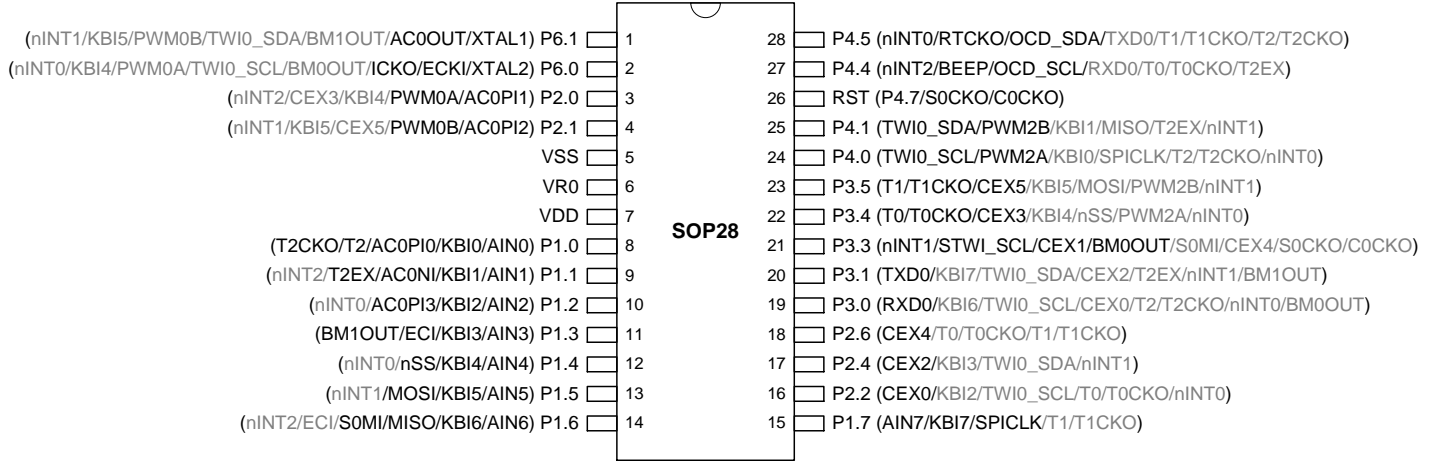 (nINT1/KBI5/PWM0B/TWI0_SDA/BM1OUT/AC0OUT/XTAL1) P6.1 1 28 P4.5 (nINT0/RTCKO/OCD_SDA/TXD0/T1/T1CKO/T2/T2CKO)
(nINT0/KBI4/PWM0A/TWI0_SCL/BM0OUT/ICKO/ECKI/XTAL2) P6.0 2 27 P4.4 (nINT2/BEEP/OCD_SCL/RXD0/T0/T0CKO/T2EX)
(nINT2/CEX3/KBI4/PWM0A/AC0PI1) P2.0 3 26 RST (P4.7/S0CKO/C0CKO)
(nINT1/KBI5/CEX5/PWM0B/AC0PI2) P2.1 4 25 P4.1 (TWI0_SDA/PWM2B/KBI1/MISO/T2EX/nINT1)
VSS 5 24 P4.0 (TWI0_SCL/PWM2A/KBI0/SPICLK/T2/T2CKO/nINT0)
VR0 6 23 P3.5 (T1/T1CKO/CEX5/KBI5/MOSI/PWM2B/nINT1)
VDD 7 22 P3.4 (T0/T0CKO/CEX3/KBI4/nSS/PWM2A/nINT0)
SOP28
(T2CKO/T2/AC0PI0/KBI0/AIN0) P1.0 8 21 P3.3 (nINT1/STWI_SCL/CEX1/BM0OUT/S0MI/CEX4/S0CKO/C0CKO)
(nINT2/T2EX/AC0NI/KBI1/AIN1) P1.1 9 20 P3.1 (TXD0/KBI7/TWI0_SDA/CEX2/T2EX/nINT1/BM1OUT)
(nINT0/AC0PI3/KBI2/AIN2) P1.2 10 19 P3.0 (RXD0/KBI6/TWI0_SCL/CEX0/T2/T2CKO/nINT0/BM0OUT)
(BM1OUT/ECI/KBI3/AIN3) P1.3 11 18 P2.6 (CEX4/T0/T0CKO/T1/T1CKO)
(nINT0/nSS/KBI4/AIN4) P1.4 12 17 P2.4 (CEX2/KBI3/TWI0_SDA/nINT1)
(nINT1/MOSI/KBI5/AIN5) P1.5 13 16 P2.2 (CEX0/KBI2/TWI0_SCL/T0/T0CKO/nINT0)
(nINT2/ECI/S0MI/MISO/KBI6/AIN6) P1.6 14 15 P1.7 (AIN7/KBI7/SPICLK/T1/T1CKO)